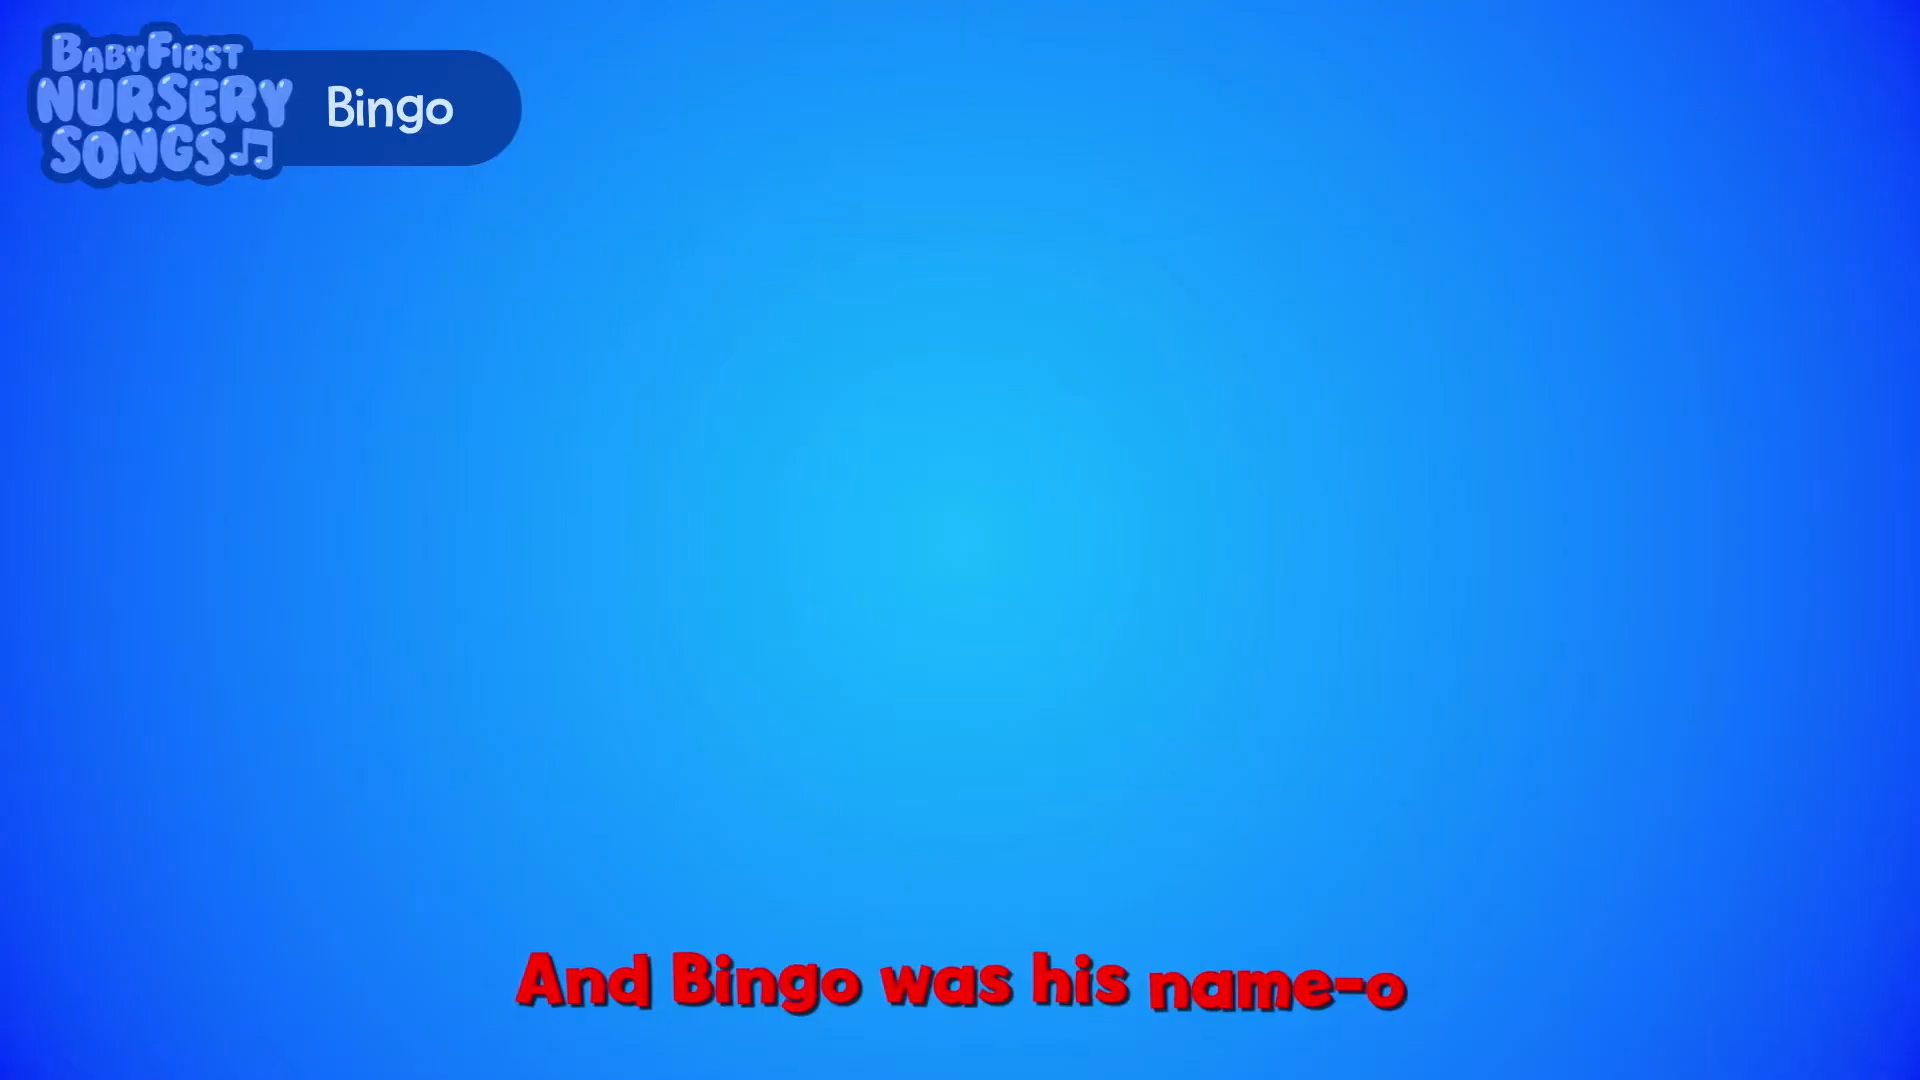 BABYFIRST
NURSERY
SONGS
Bingo
And Bingo was his name-o